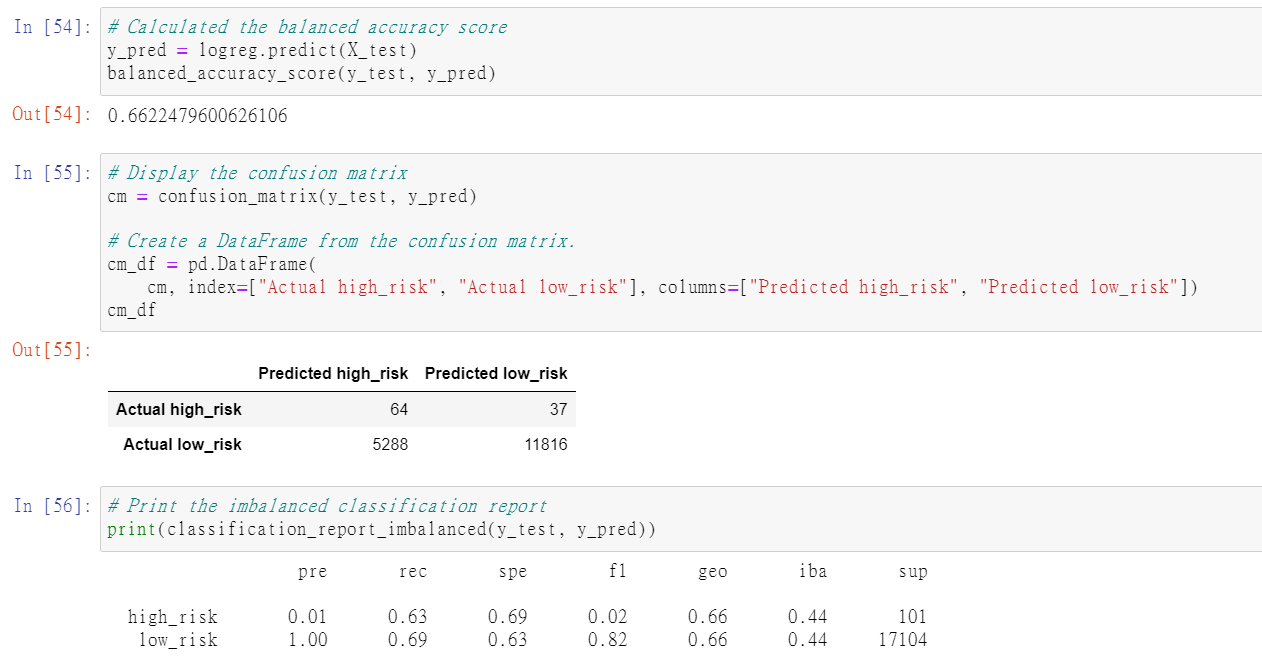 In [54]: # Calculated the balanced accuracy score
y_pred = logreg.predict(X_test)
balanced_accuracy_score(y_test, y_pred)
Out[54]: 0.6622479600626106
In [55]: # Display the confusion matrix
cm = confusion_matrix(y_test, y_pred)
# Create a DataFrame from the confusion matrix.
cm_df = pd.DataFrame(
cm, index=["Actual high_risk", "Actual low_risk"], columns=["Predicted high_risk", "Predicted low_risk"])
cm_df
Out[55]:
Predicted high_risk Predicted low_risk
Actual high_risk 64 37
Actual low_risk 5288 11816
In [56]: # Print the imbalanced classification report
print(classification_report_imbalanced(y_test, y_pred))
pre rec spe f1 geo iba sup
high_risk 0.01 0.63 0.69 0.02 0.66 0.44 101
low_risk 1.00 0.69 0.63 0.82 0.66 0.44 17104